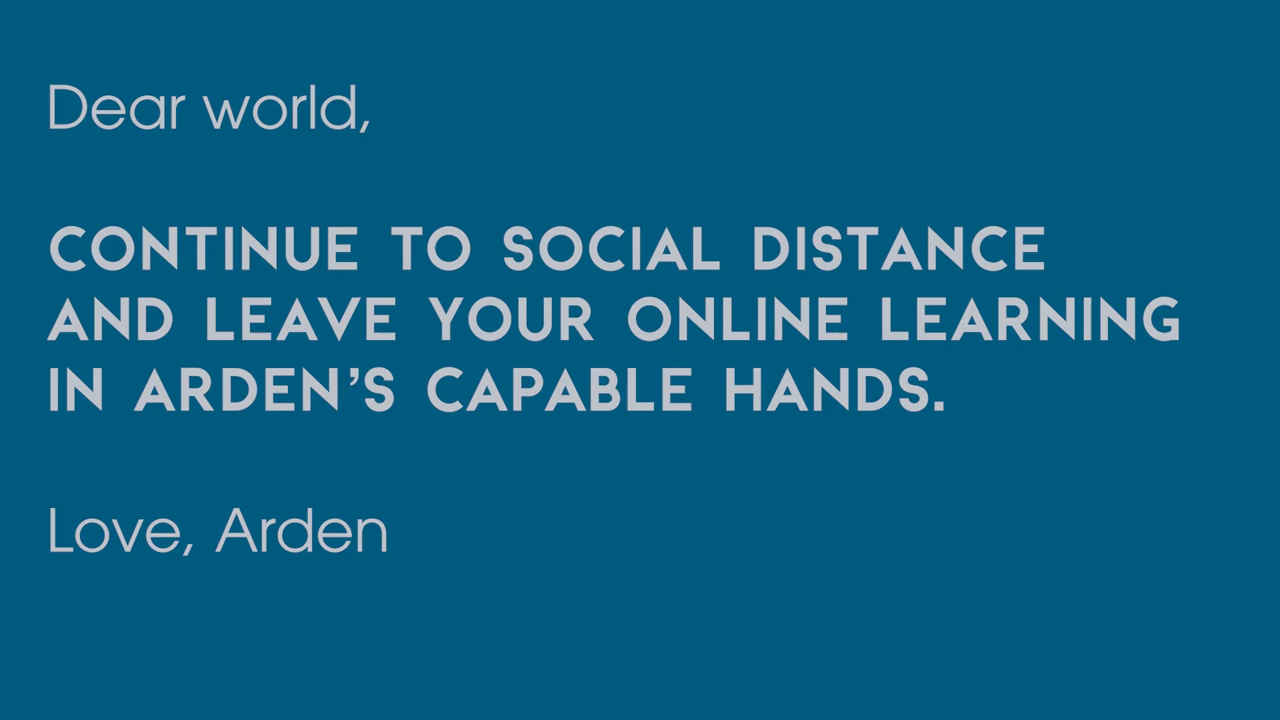 Dear world,
CONTINUE TO SOCIAL DISTANCE
AND LEAVE YOUR ONLINE LEARNING
IN ARDEN’S CAPABLE HANDS.
Love, Arden